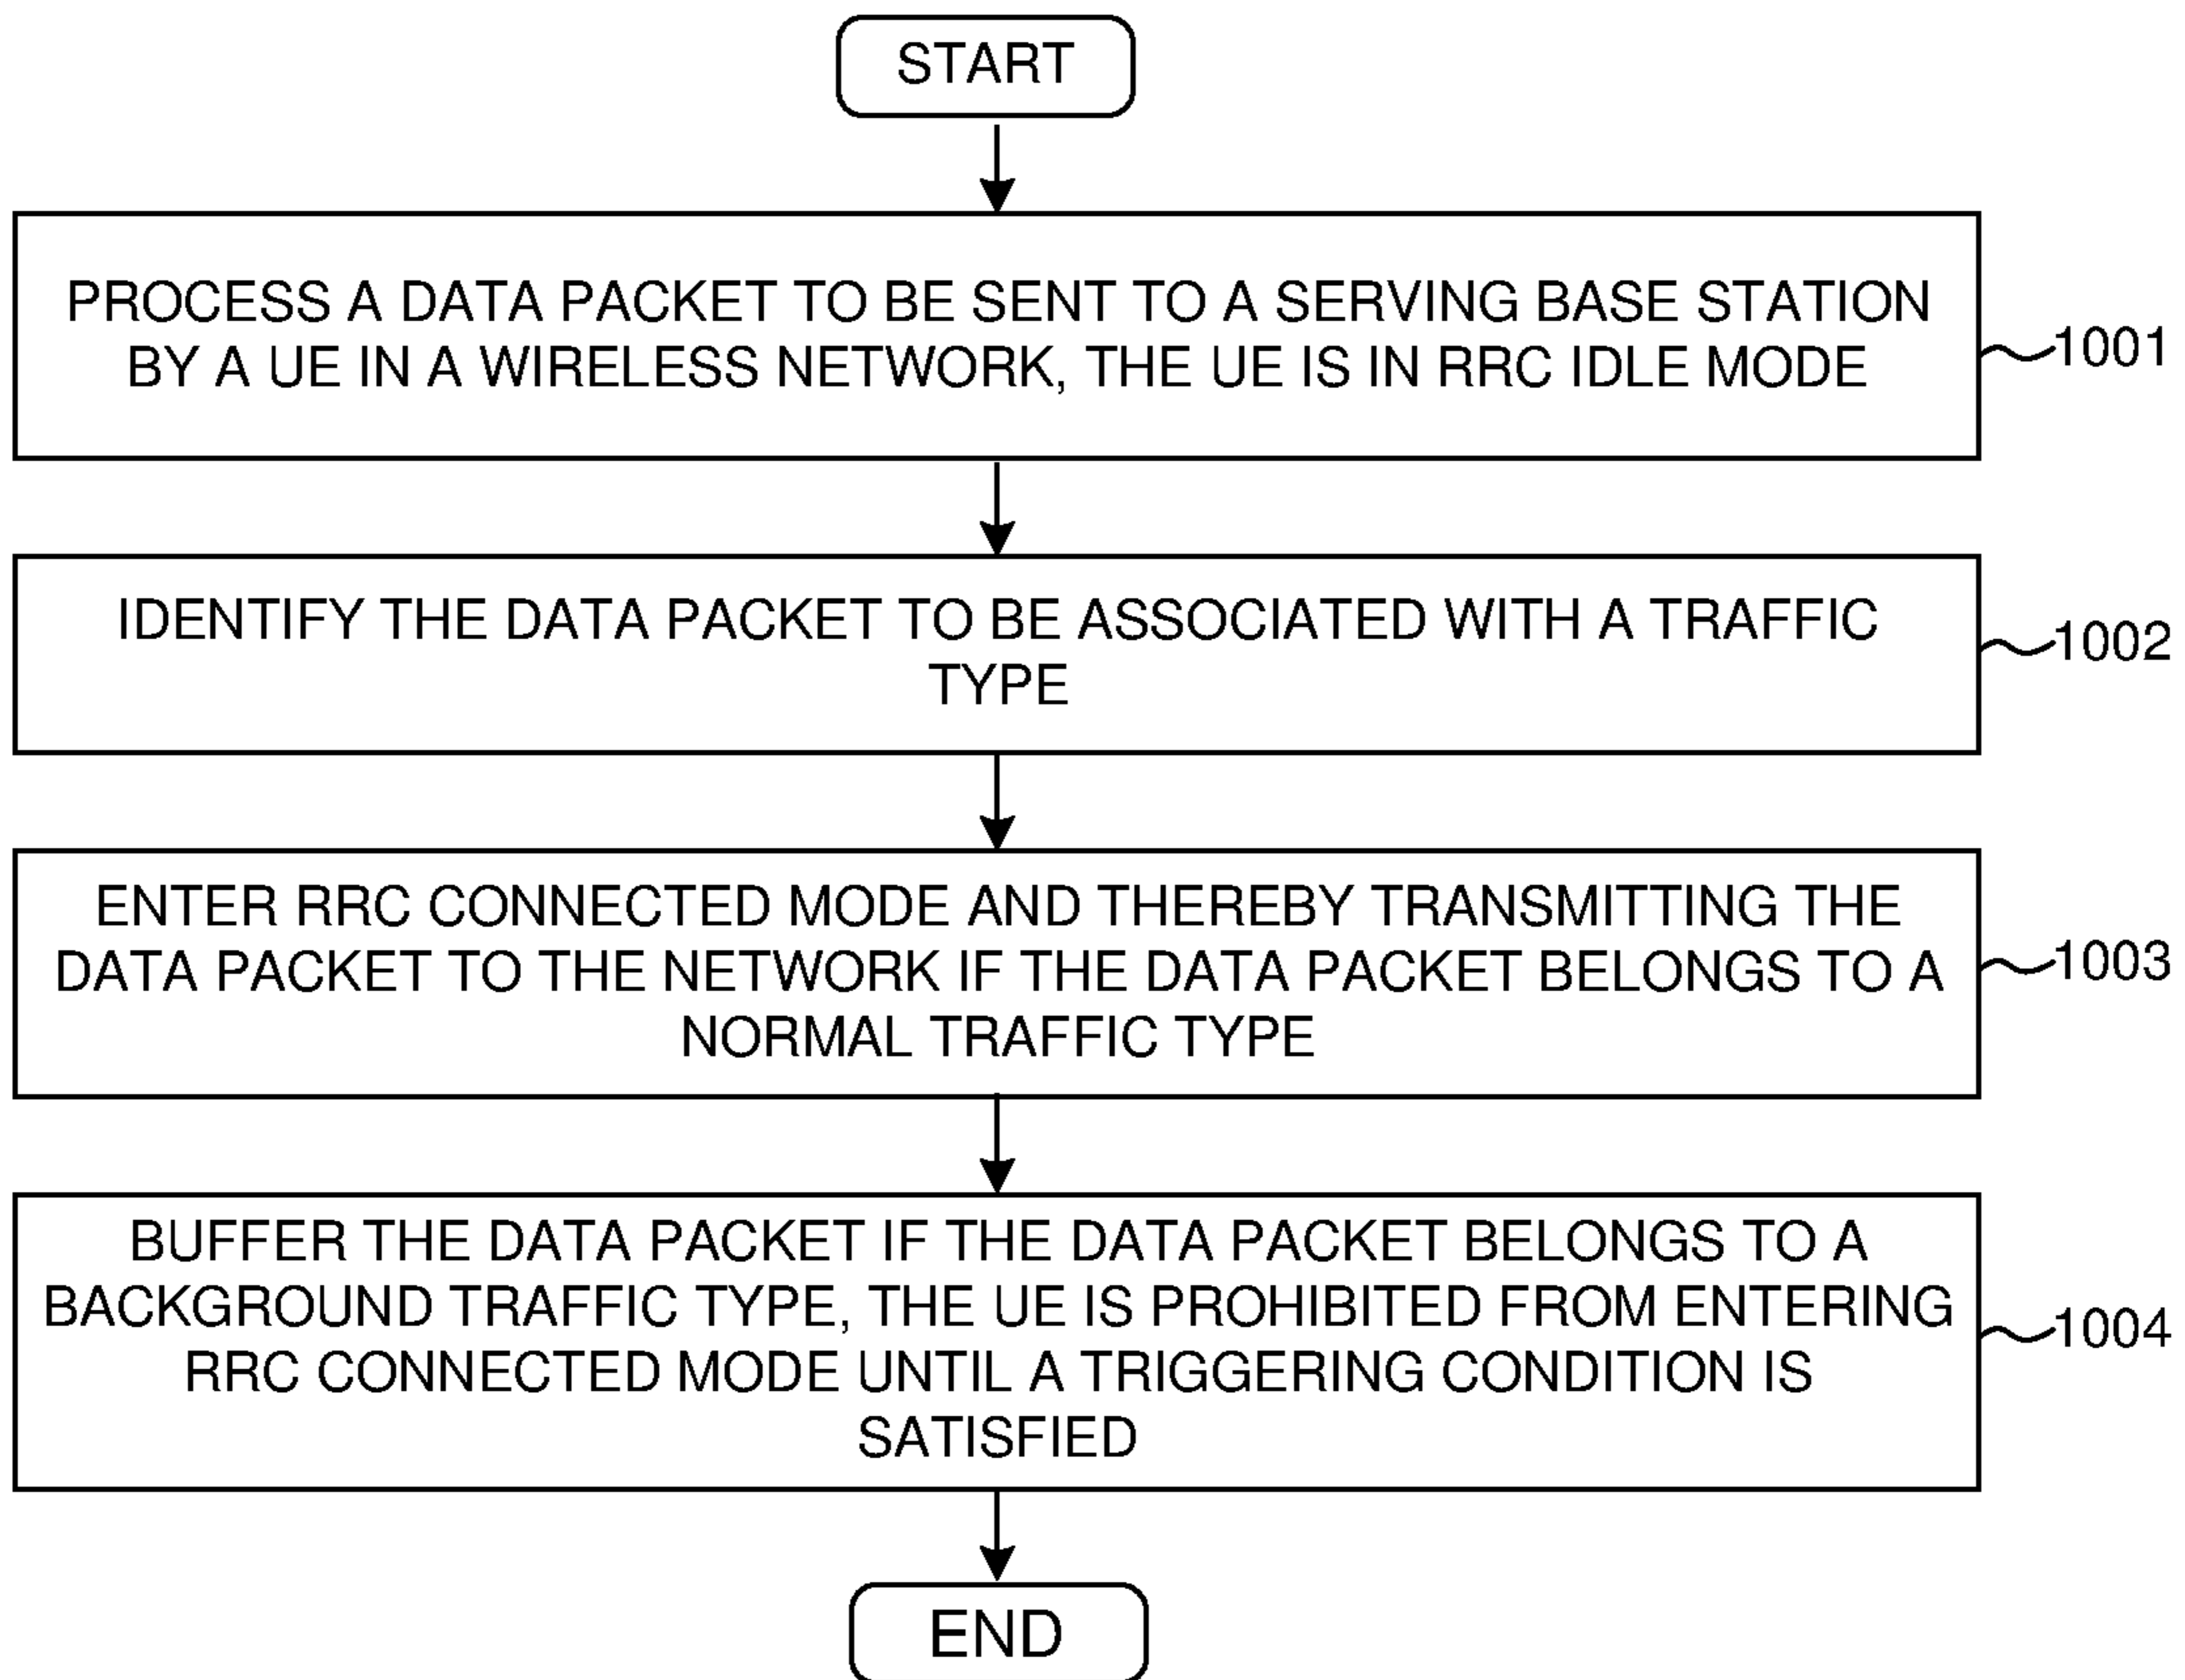 START
PROCESS A DATA PACKET TO BE SENT TO A SERVING BASE STATION
BY A UE IN A WIRELESS NETWORK, THE UE IS IN RRC IDLE MODE
1001
IDENTIFY THE DATA PACKET TO BE ASSOCIATED WITH A TRAFFIC
TYPE
1002
ENTER RRC CONNECTED MODE AND THEREBY TRANSMITTING THE
DATA PACKET TO THE NETWORK IF THE DATA PACKET BELONGS TO A
NORMAL TRAFFIC TYPE
1003
BUFFER THE DATA PACKET IF THE DATA PACKET BELONGS TO A
BACKGROUND TRAFFIC TYPE, THE UE IS PROHIBITED FROM ENTERING
RRC CONNECTED MODE UNTIL A TRIGGERING CONDITION IS
SATISFIED
1004
END